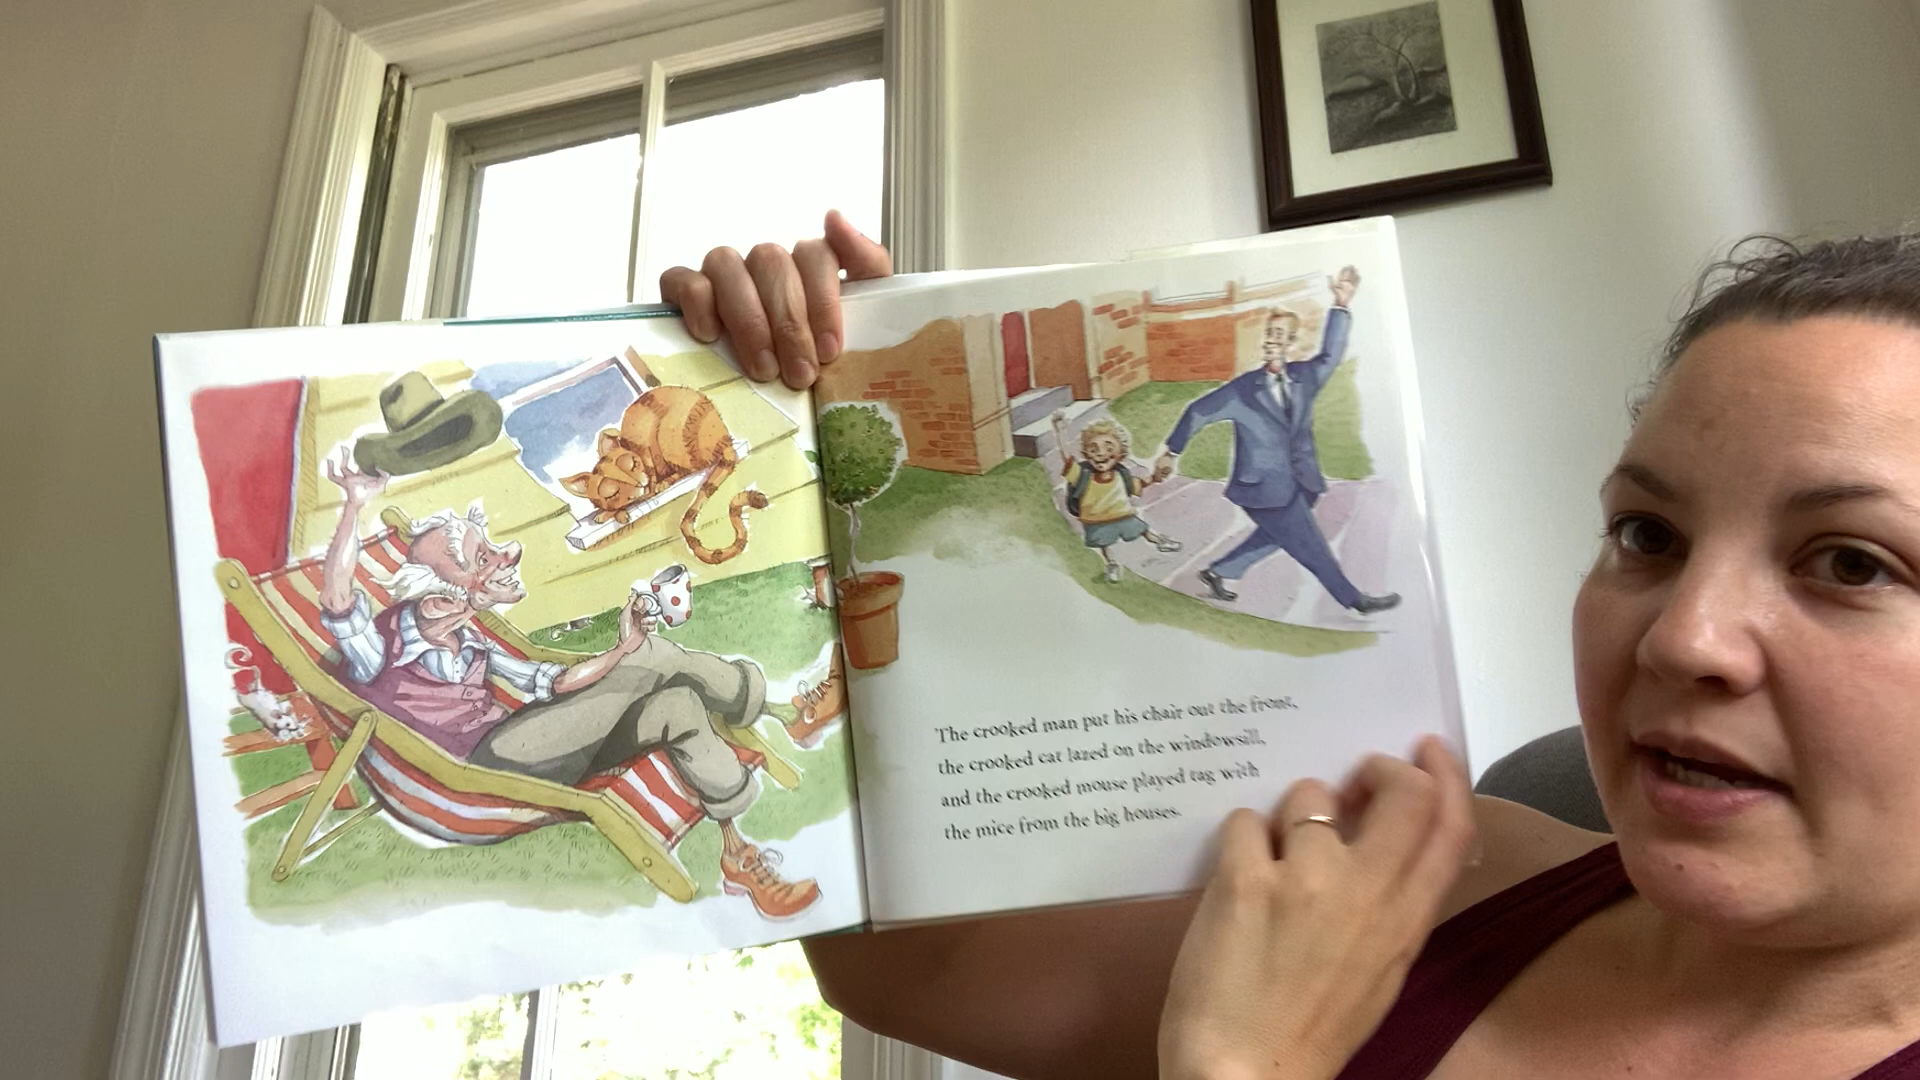 The crooked man put his chair out the front,
the crooked cat lazed on the windowsill,
and the crooked mouse played tag with
the mice from the big houses.